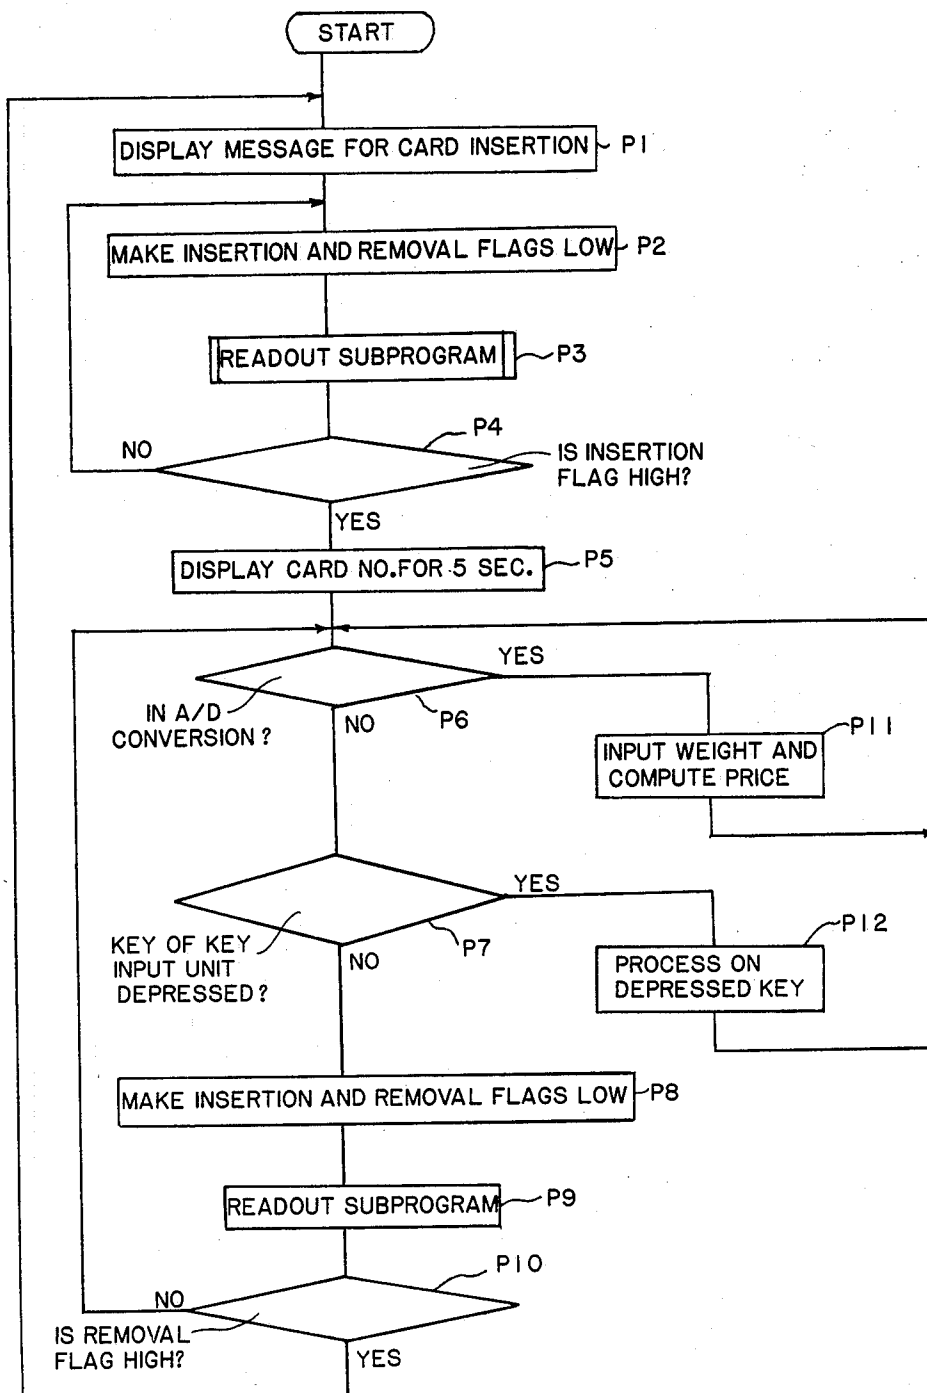 START
DISPLAY MESSAGE FOR CARD INSERTION
P1
MAKE INSERTION AND REMOVAL FLAGS LOW
P2
READOUT SUBPROGRAM
P3
P4
NO
IS INSERTION
FLAG HIGH?
YES
DISPLAY CARD NO. FOR 5 SEC.
P5
YES
IN A/D
CONVERSION?
NO
P6
P11
INPUT WEIGHT AND
COMPUTE PRICE
YES
KEY OF KEY
INPUT UNIT
DEPRESSED?
NO
P7
P12
PROCESS ON
DEPRESSED KEY
MAKE INSERTION AND REMOVAL FLAGS LOW
P8
READOUT SUBPROGRAM
P9
P10
NO
IS REMOVAL
FLAG HIGH?
YES